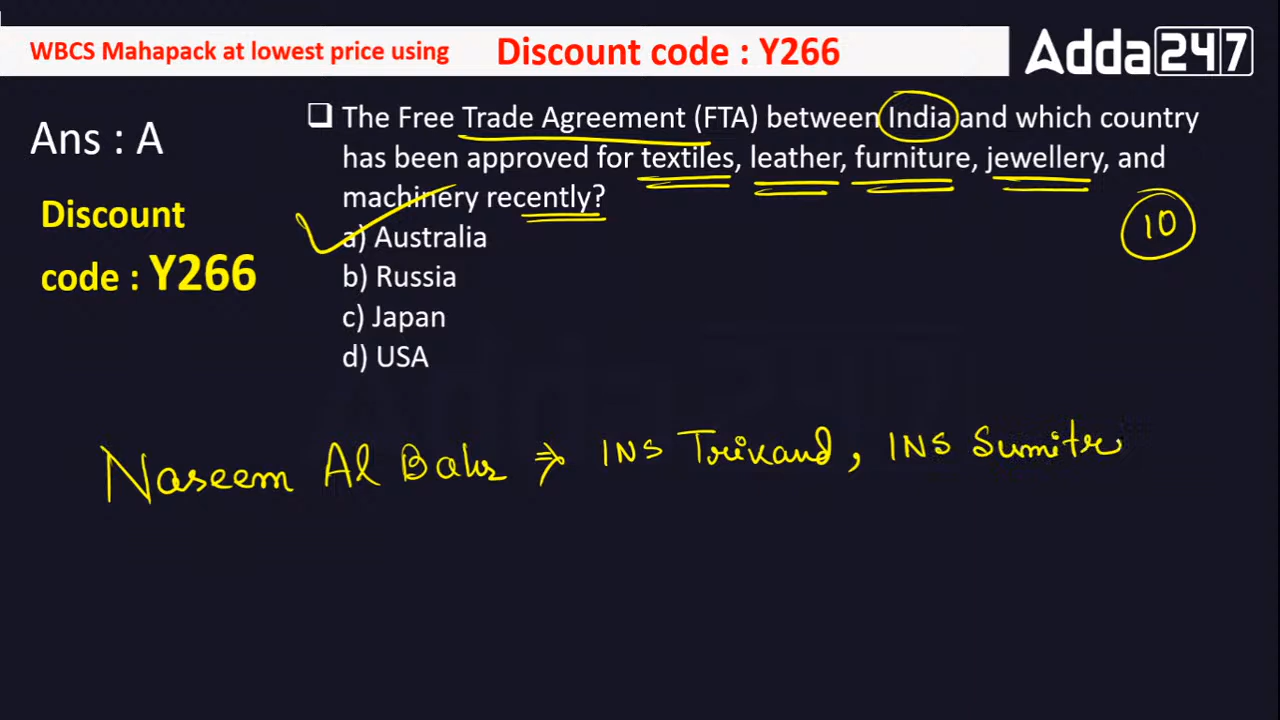 WBCS Mahapack at lowest price using Discount code : Y266
Adda247
Ans : A
Discount
code : Y266
❑ The Free Trade Agreement (FTA) between India and which country
has been approved for textiles, leather, furniture, jewellery, and
machinery recently?
a) Australia
b) Russia
c) Japan
d) USA
10
Naseem Al Bahr ⇒ INS Trikand, INS Sumitr
Adda247